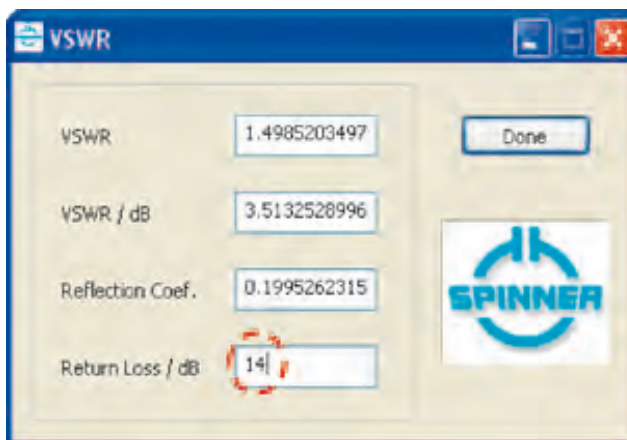 VSWR
VSWR 1.4985203497
Done
VSWR / dB 3.5132528996
Reflection Coef. 0.1995262315
SPINNER
Return Loss / dB 14